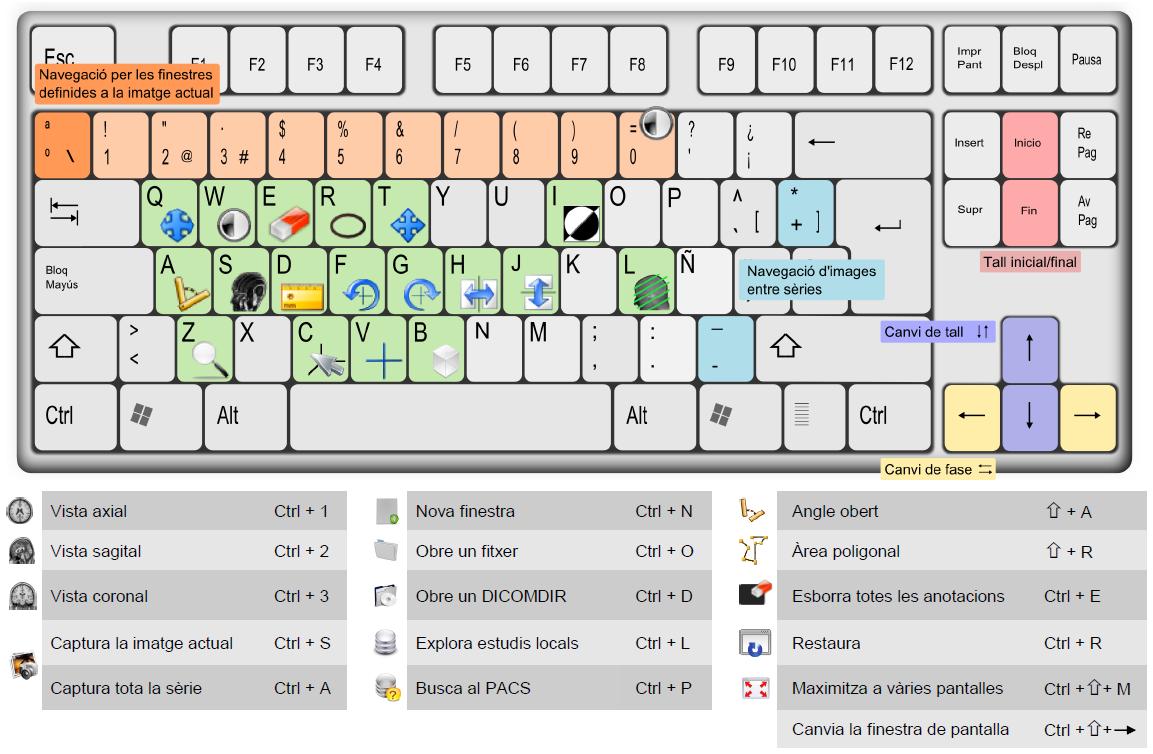 Esc F1 F2 F3 F4 F5 F6 F7 F8 F9 F10 F11 F12 Impr Pant Bloq Despl Pausa
Navegació per les finestres
definides a la imatge actual
ª ! " · $ % & / ( ) = ? ¿
º \ 1 2 @ 3 # 4 5 6 7 8 9 0 ' ¡ ← Insert Inicio Re Pag
Q W E R T Y U I O P ^ ` [ * + ] Supr Fin Av Pag
Tall inicial/final
Bloq Mayús A S D F G H J K L Ñ
Navegació d'images
entre sèries
> < Z X C V B N M ; , : . _ -
Canvi de tall ↓↑
↑
Ctrl Alt Alt Ctrl ← ↓ →
Canvi de fase ⇆
Vista axial Ctrl + 1
Vista sagital Ctrl + 2
Vista coronal Ctrl + 3
Captura la imatge actual Ctrl + S
Captura tota la sèrie Ctrl + A
Nova finestra Ctrl + N
Obre un fitxer Ctrl + O
Obre un DICOMDIR Ctrl + D
Explora estudis locals Ctrl + L
Busca al PACS Ctrl + P
Angle obert ⇧ + A
Àrea poligonal ⇧ + R
Esborra totes les anotacions Ctrl + E
Restaura Ctrl + R
Maximitza a vàries pantalles Ctrl +⇧+ M
Canvia la finestra de pantalla Ctrl +⇧+→